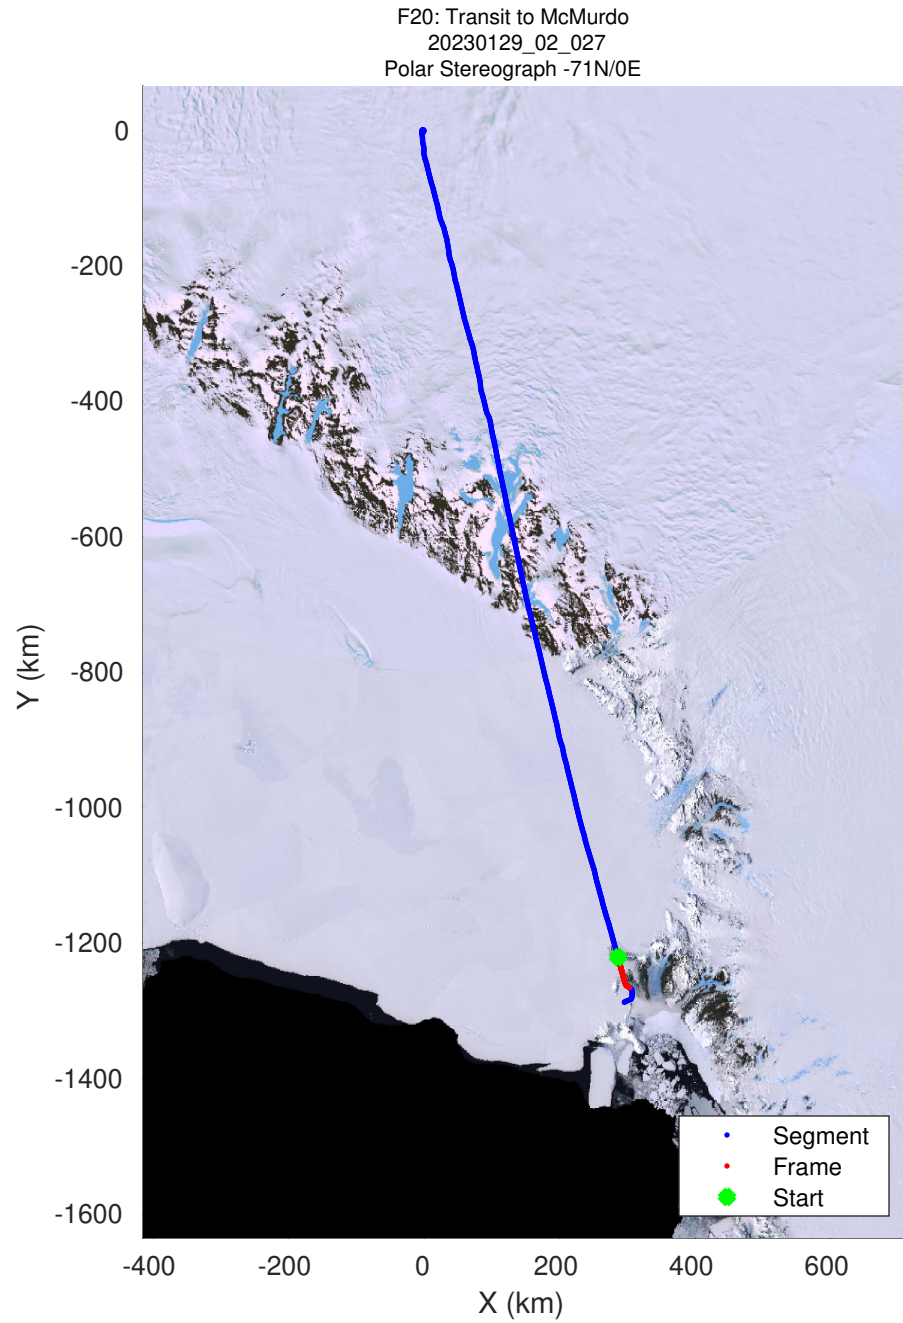 F20: Transit to McMurdo
20230129_02_027
Polar Stereograph -71N/0E
0
-200
-400
-600
-800
-1000
-1200
-1400
-1600
Y (km)
Segment
Frame
Start
-400 -200 0 200 400 600
X (km)